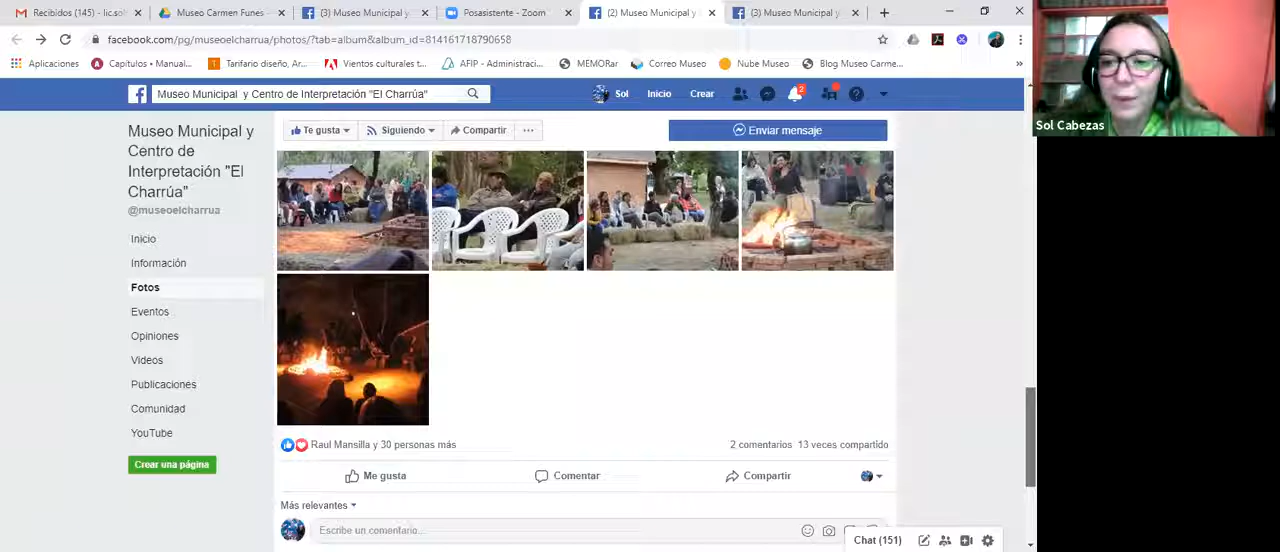 Recibidos (145) - lic.sol
Museo Carmen Funes -
(3) Museo Municipal y
Posasistente - Zoom
(2) Museo Municipal y
(3) Museo Municipal y
facebook.com/pg/museoelcharrua/photos/?tab=album&album_id=814161718790658
Aplicaciones
Capítulos • Manual...
Tarifario diseño, Ar...
Vientos culturales t...
AFIP - Administraci...
MEMORar
Correo Museo
Nube Museo
Blog Museo Carme...
»
Museo Municipal y Centro de Interpretación "El Charrúa"
Sol
Inicio
Crear
2
Museo Municipal y
Centro de
Interpretación "El
Charrúa"
@museoelcharrua
Inicio
Información
Fotos
Eventos
Opiniones
Videos
Publicaciones
Comunidad
YouTube
Crear una página
Te gusta
Siguiendo
Compartir
Enviar mensaje
Raul Mansilla y 30 personas más
2 comentarios 13 veces compartido
Me gusta
Comentar
Compartir
Más relevantes
Escribe un comentario...
Chat (151)
Sol Cabezas